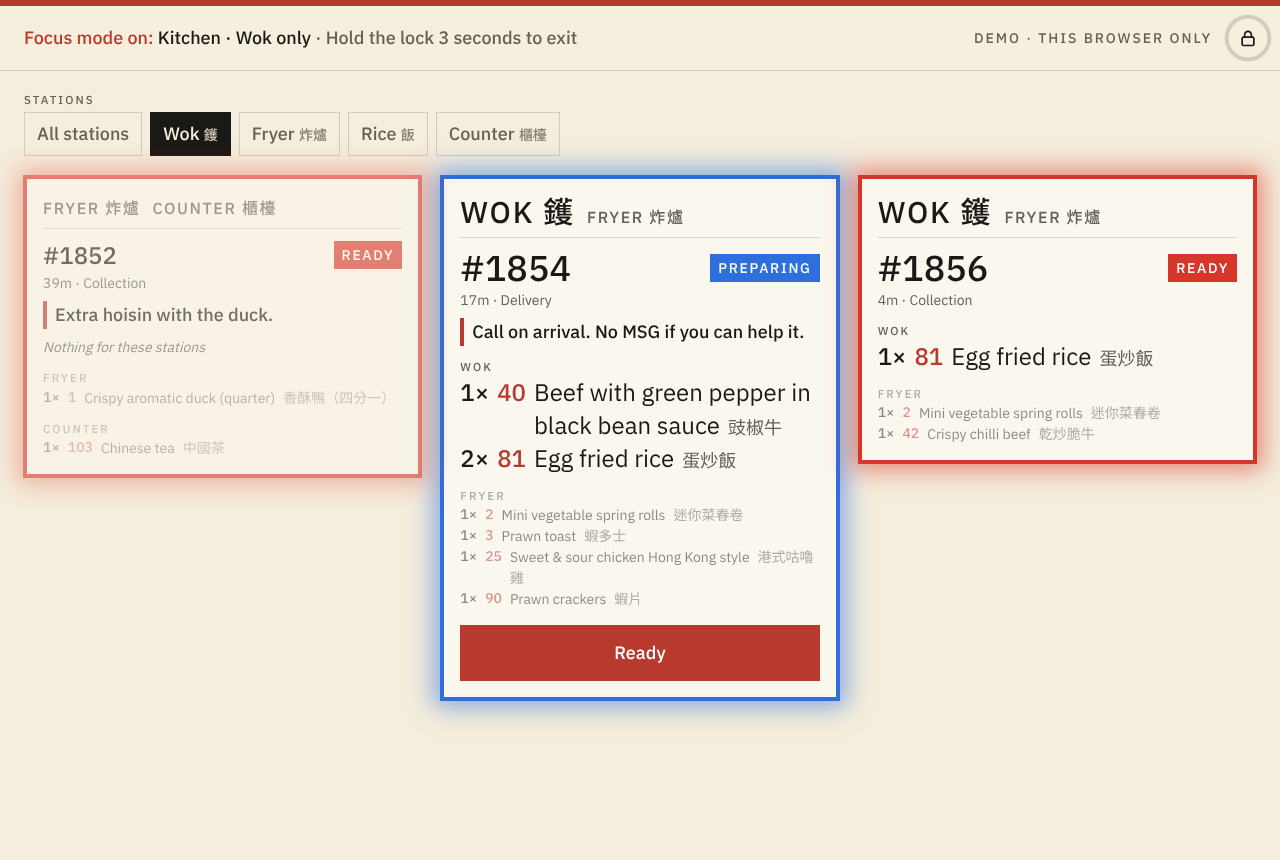 Focus mode on: Kitchen · Wok only · Hold the lock 3 seconds to exit
DEMO · THIS BROWSER ONLY
STATIONS
All stations
Wok 鑊
Fryer 炸爐
Rice 飯
Counter 櫃檯
FRYER 炸爐 COUNTER 櫃檯
#1852
READY
39m · Collection
Extra hoisin with the duck.
Nothing for these stations
FRYER
1× 1 Crispy aromatic duck (quarter) 香酥鴨（四分一）
COUNTER
1× 103 Chinese tea 中國茶
WOK 鑊 FRYER 炸爐
#1854
PREPARING
17m · Delivery
Call on arrival. No MSG if you can help it.
WOK
1× 40 Beef with green pepper in
black bean sauce 豉椒牛
2× 81 Egg fried rice 蛋炒飯
FRYER
1× 2 Mini vegetable spring rolls 迷你菜春卷
1× 3 Prawn toast 蝦多士
1× 25 Sweet & sour chicken Hong Kong style 港式咕嚕
雞
1× 90 Prawn crackers 蝦片
Ready
WOK 鑊 FRYER 炸爐
#1856
READY
4m · Collection
WOK
1× 81 Egg fried rice 蛋炒飯
FRYER
1× 2 Mini vegetable spring rolls 迷你菜春卷
1× 42 Crispy chilli beef 乾炒脆牛